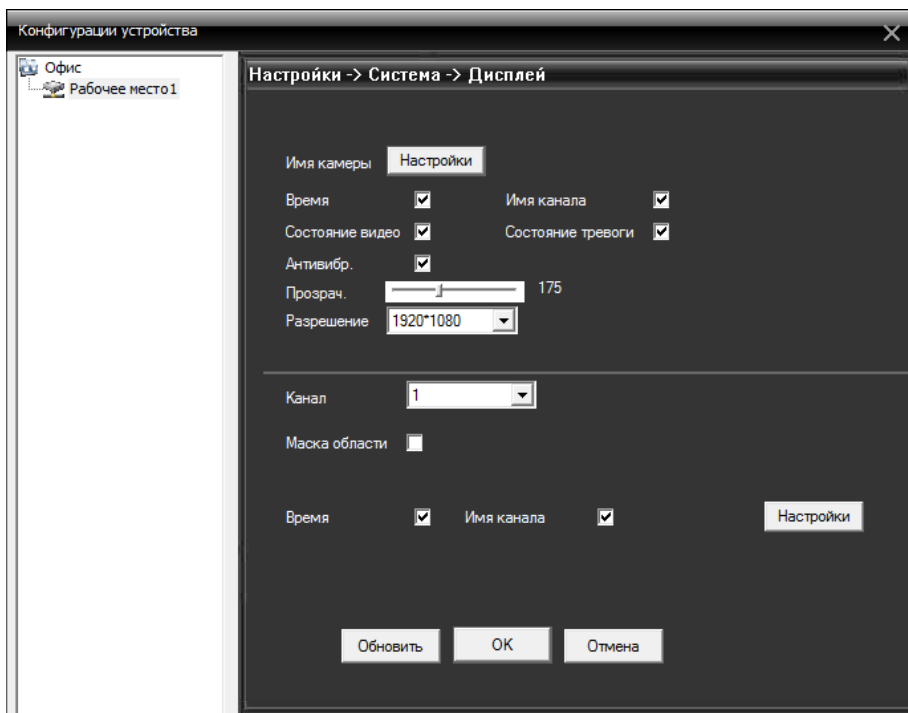 Конфигурации устройства
Офис
Рабочее место1
Настройки -> Система -> Дисплей
Имя камеры Настройки
Время Имя канала
Состояние видео Состояние тревоги
Антивибр.
Прозрач. 175
Разрешение 1920*1080
Канал 1
Маска области
Время Имя канала Настройки
Обновить OK Отмена